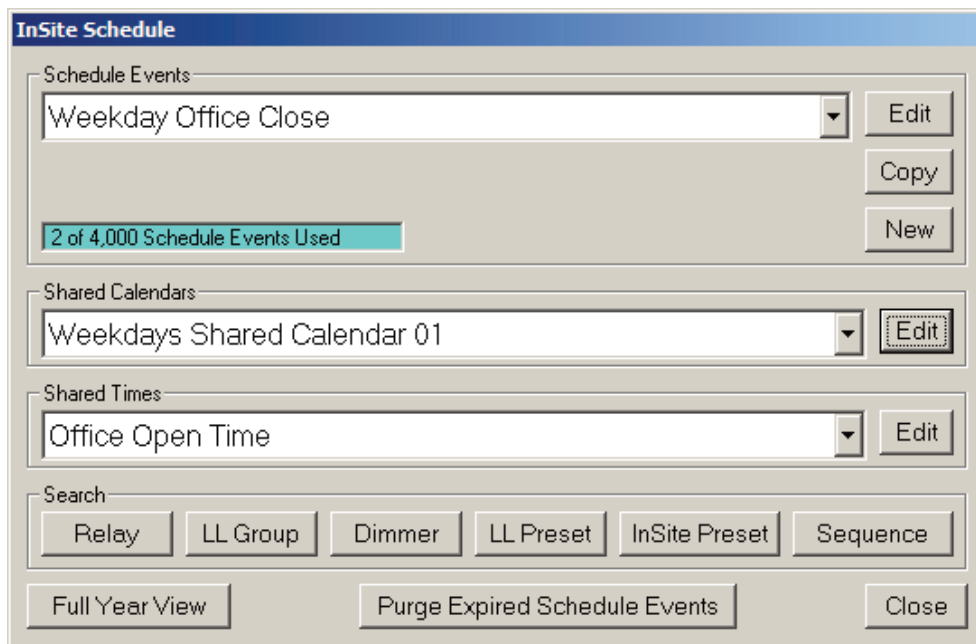 InSite Schedule
Schedule Events
Weekday Office Close
Edit
Copy
2 of 4,000 Schedule Events Used
New
Shared Calendars
Weekdays Shared Calendar 01
Edit
Shared Times
Office Open Time
Edit
Search
Relay LL Group Dimmer LL Preset InSite Preset Sequence
Full Year View Purge Expired Schedule Events Close